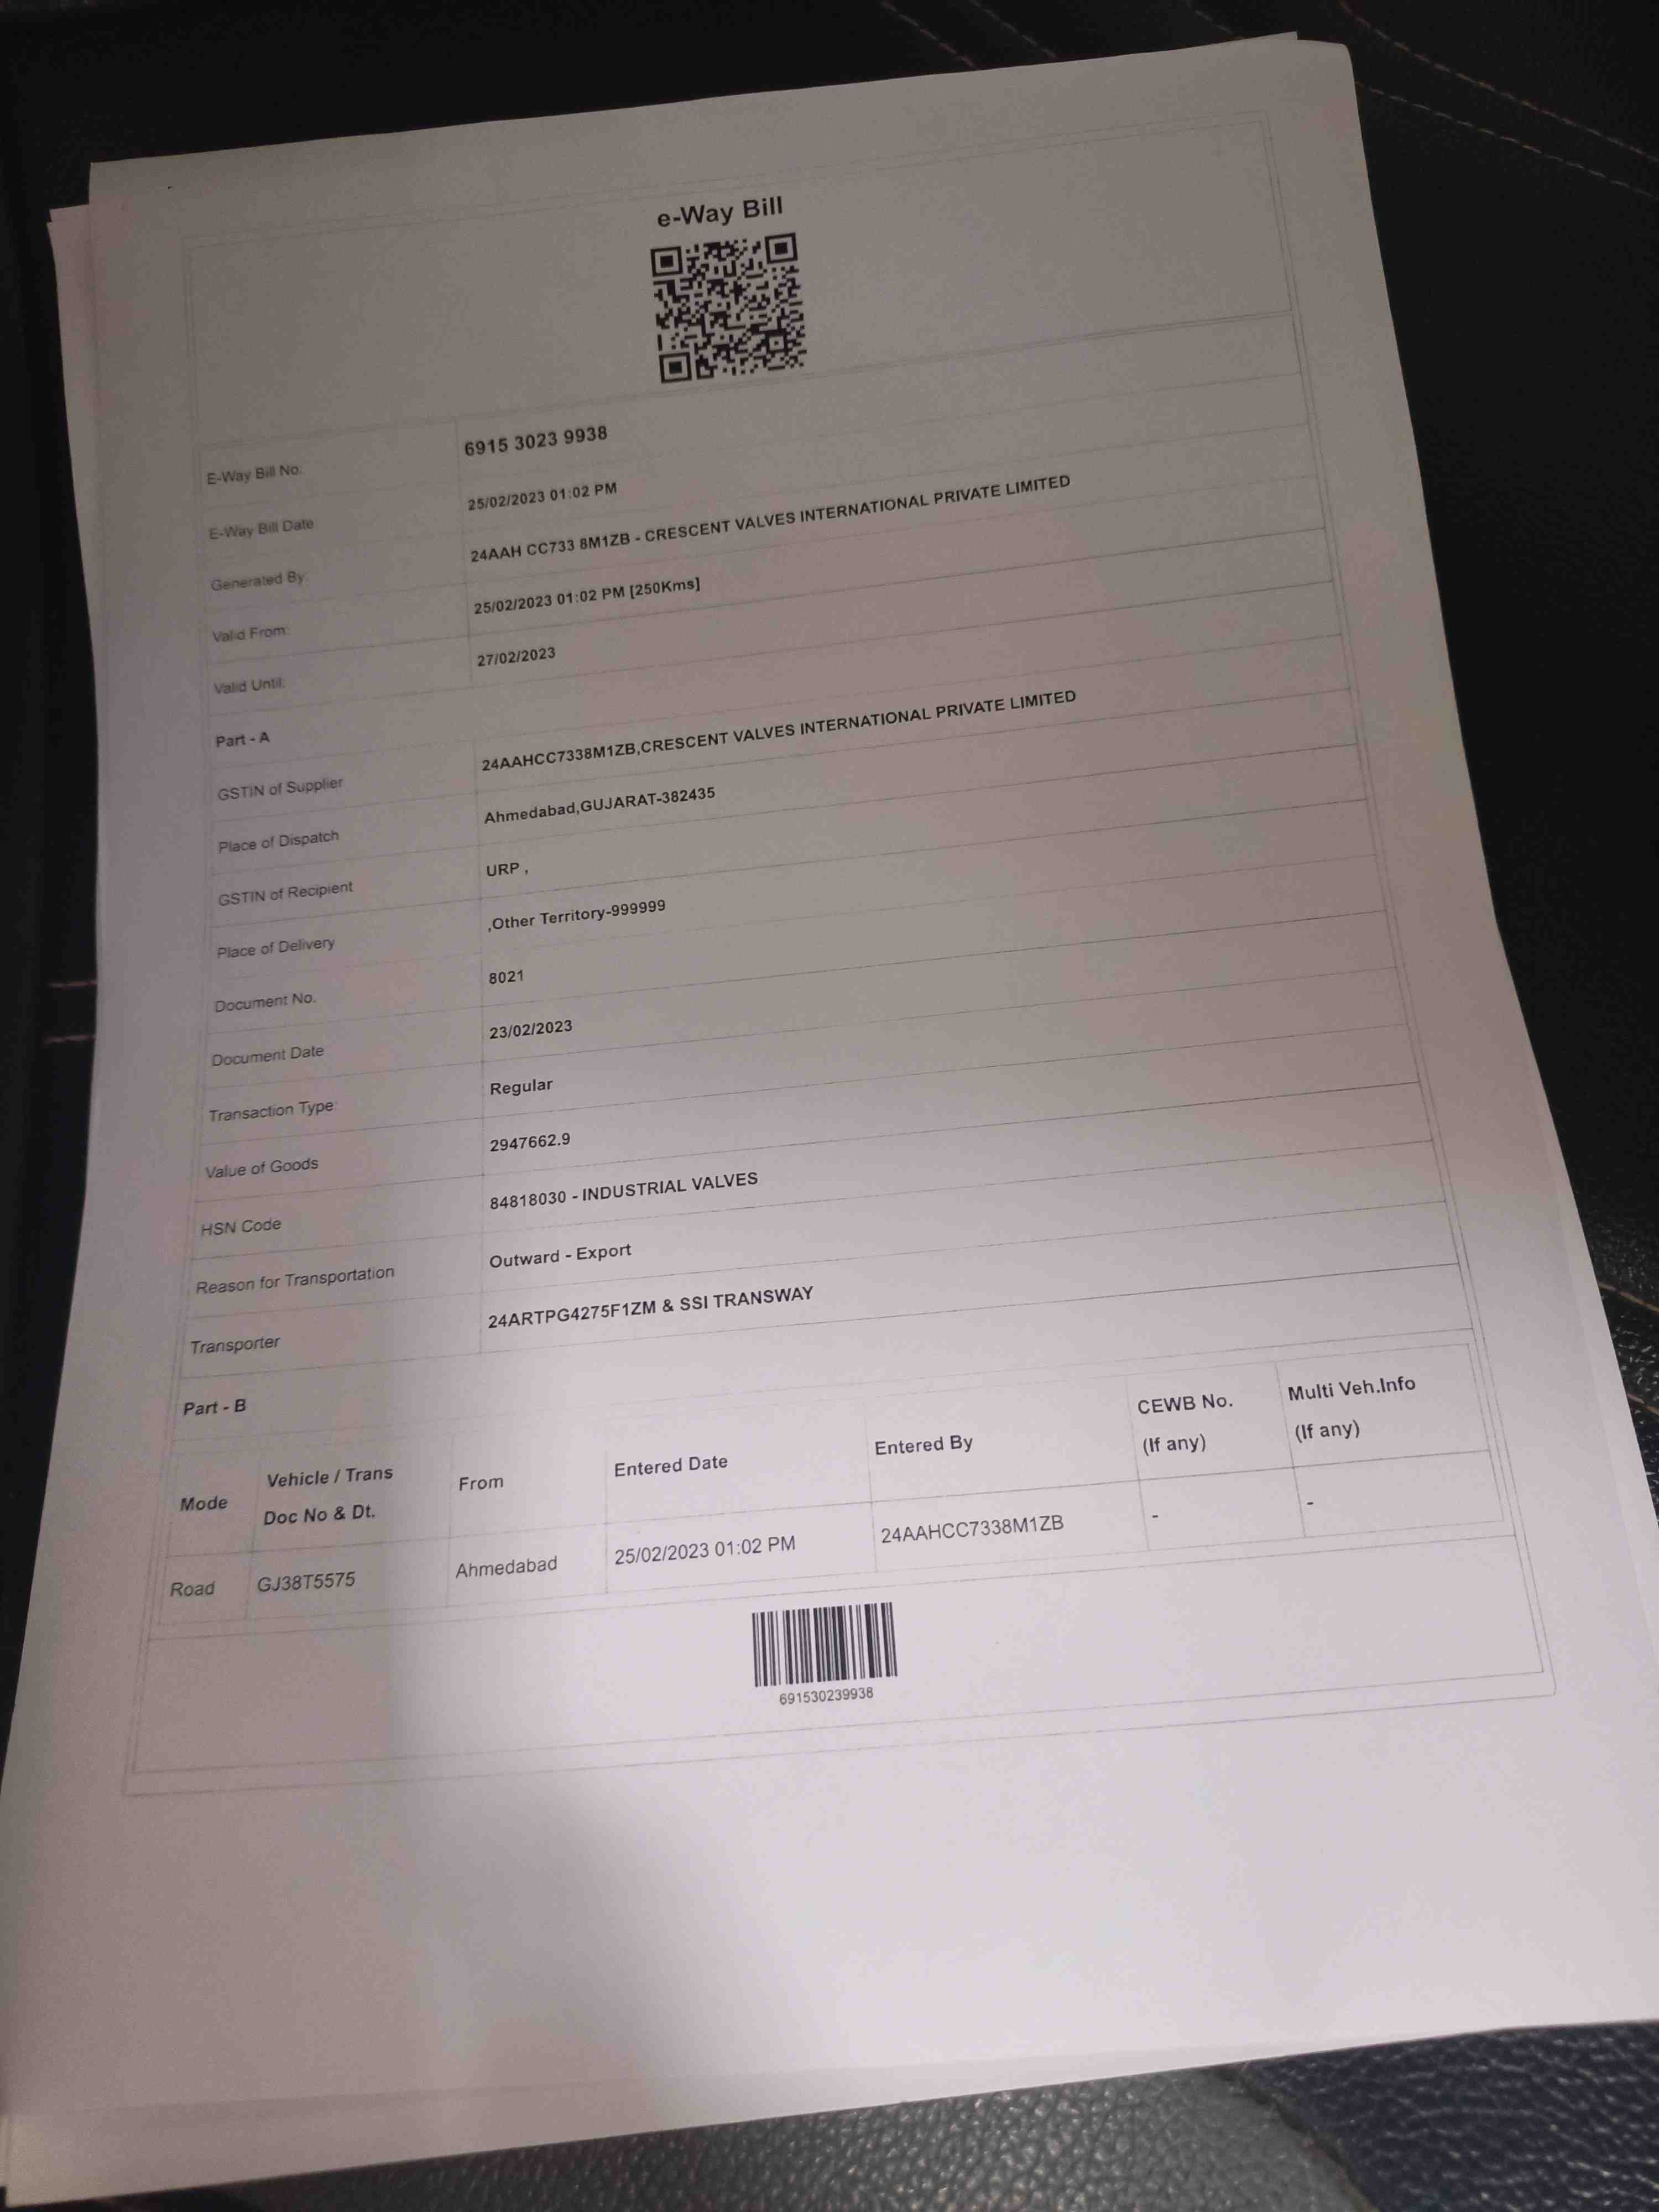 e-Way Bill
E-Way Bill No: 6915 3023 9938
E-Way Bill Date 25/02/2023 01:02 PM
Generated By: 24AAH CC733 8M1ZB - CRESCENT VALVES INTERNATIONAL PRIVATE LIMITED
Valid From: 25/02/2023 01:02 PM [250Kms]
Valid Until: 27/02/2023
Part - A
GSTIN of Supplier 24AAHCC7338M1ZB,CRESCENT VALVES INTERNATIONAL PRIVATE LIMITED
Place of Dispatch Ahmedabad,GUJARAT-382435
GSTIN of Recipient URP ,
Place of Delivery ,Other Territory-999999
Document No. 8021
Document Date 23/02/2023
Transaction Type: Regular
Value of Goods 2947662.9
HSN Code 84818030 - INDUSTRIAL VALVES
Reason for Transportation Outward - Export
Transporter 24ARTPG4275F1ZM & SSI TRANSWAY
Part - B
Mode Vehicle / Trans Doc No & Dt. From Entered Date Entered By CEWB No. (If any) Multi Veh.Info (If any)
Road GJ38T5575 Ahmedabad 25/02/2023 01:02 PM 24AAHCC7338M1ZB - -
691530239938